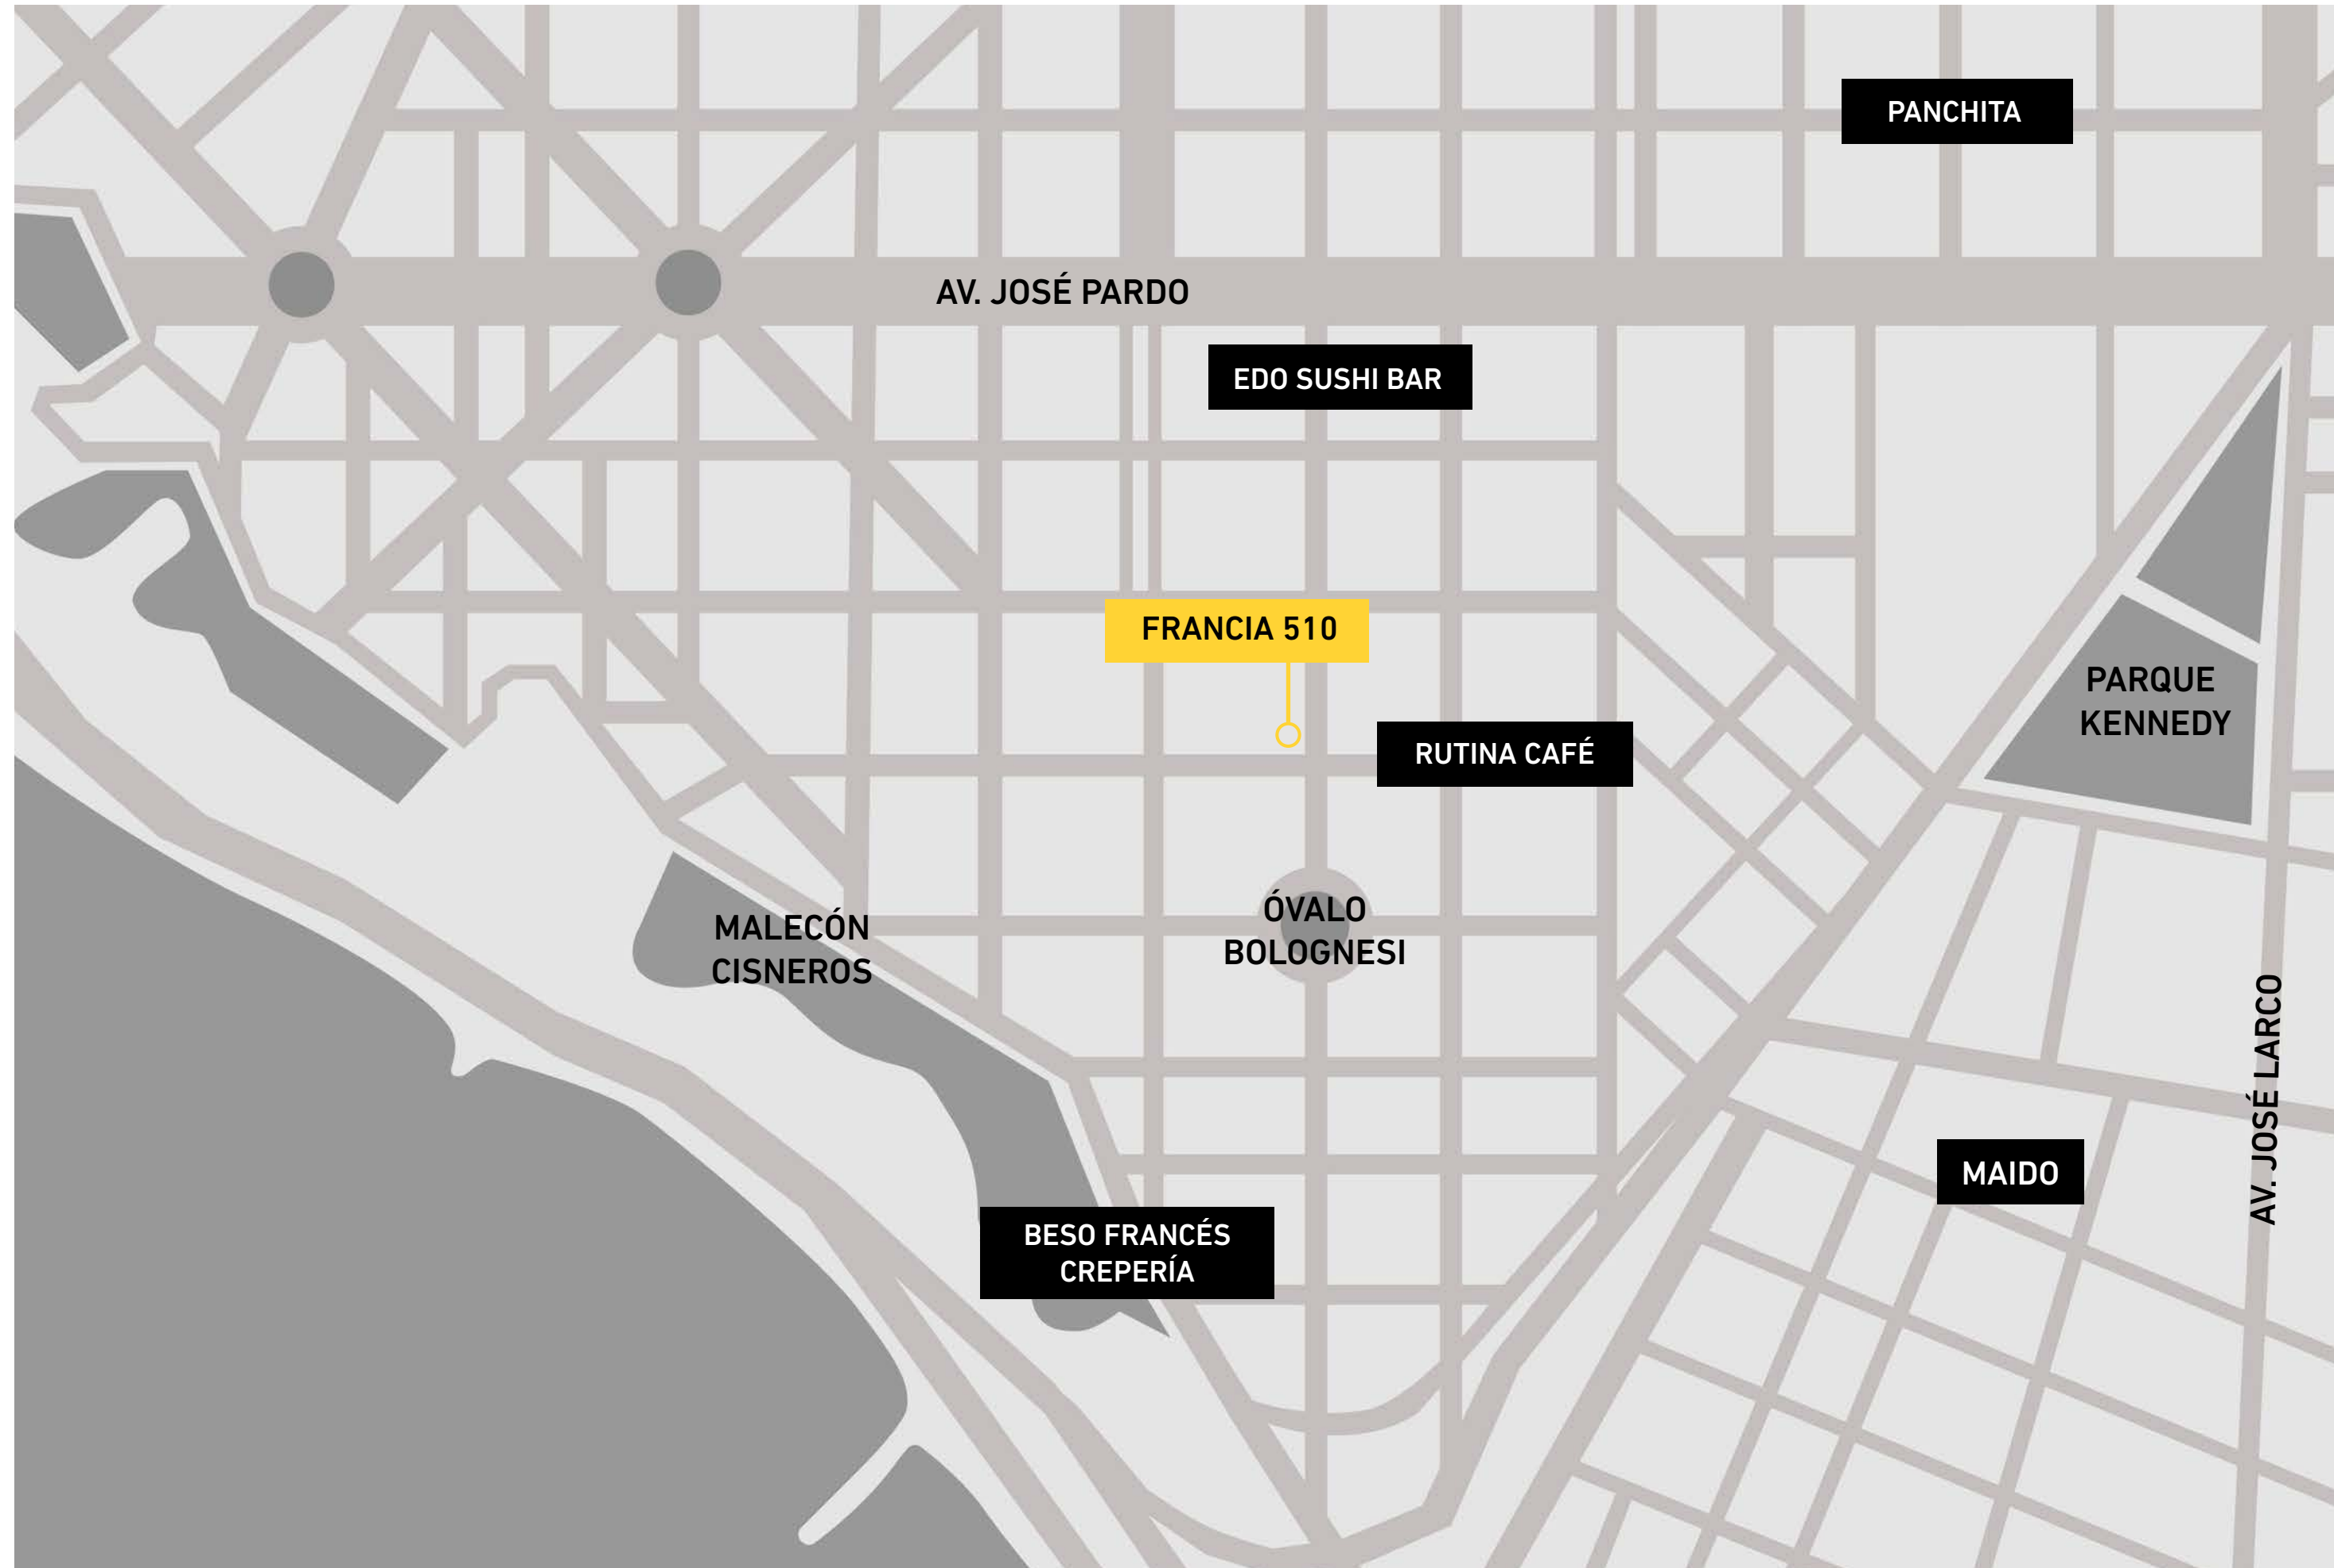 PANCHITA
AV. JOSÉ PARDO
EDO SUSHI BAR
FRANCIA 510
PARQUE
KENNEDY
RUTINA CAFÉ
ÓVALO
BOLOGNESI
MALECÓN
CISNEROS
AV. JOSÉ LARCO
MAIDO
BESO FRANCÉS
CREPERÍA